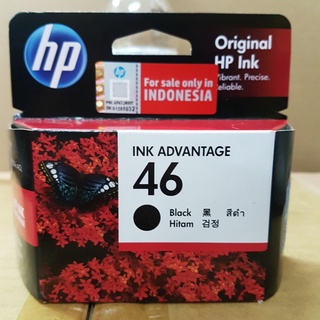 hp
Original
HP Ink
Vibrant. Precise.
Reliable.
For sale only in
INDONESIA
INK ADVANTAGE
46
Black 黑 สีดำ
Hitam 검정